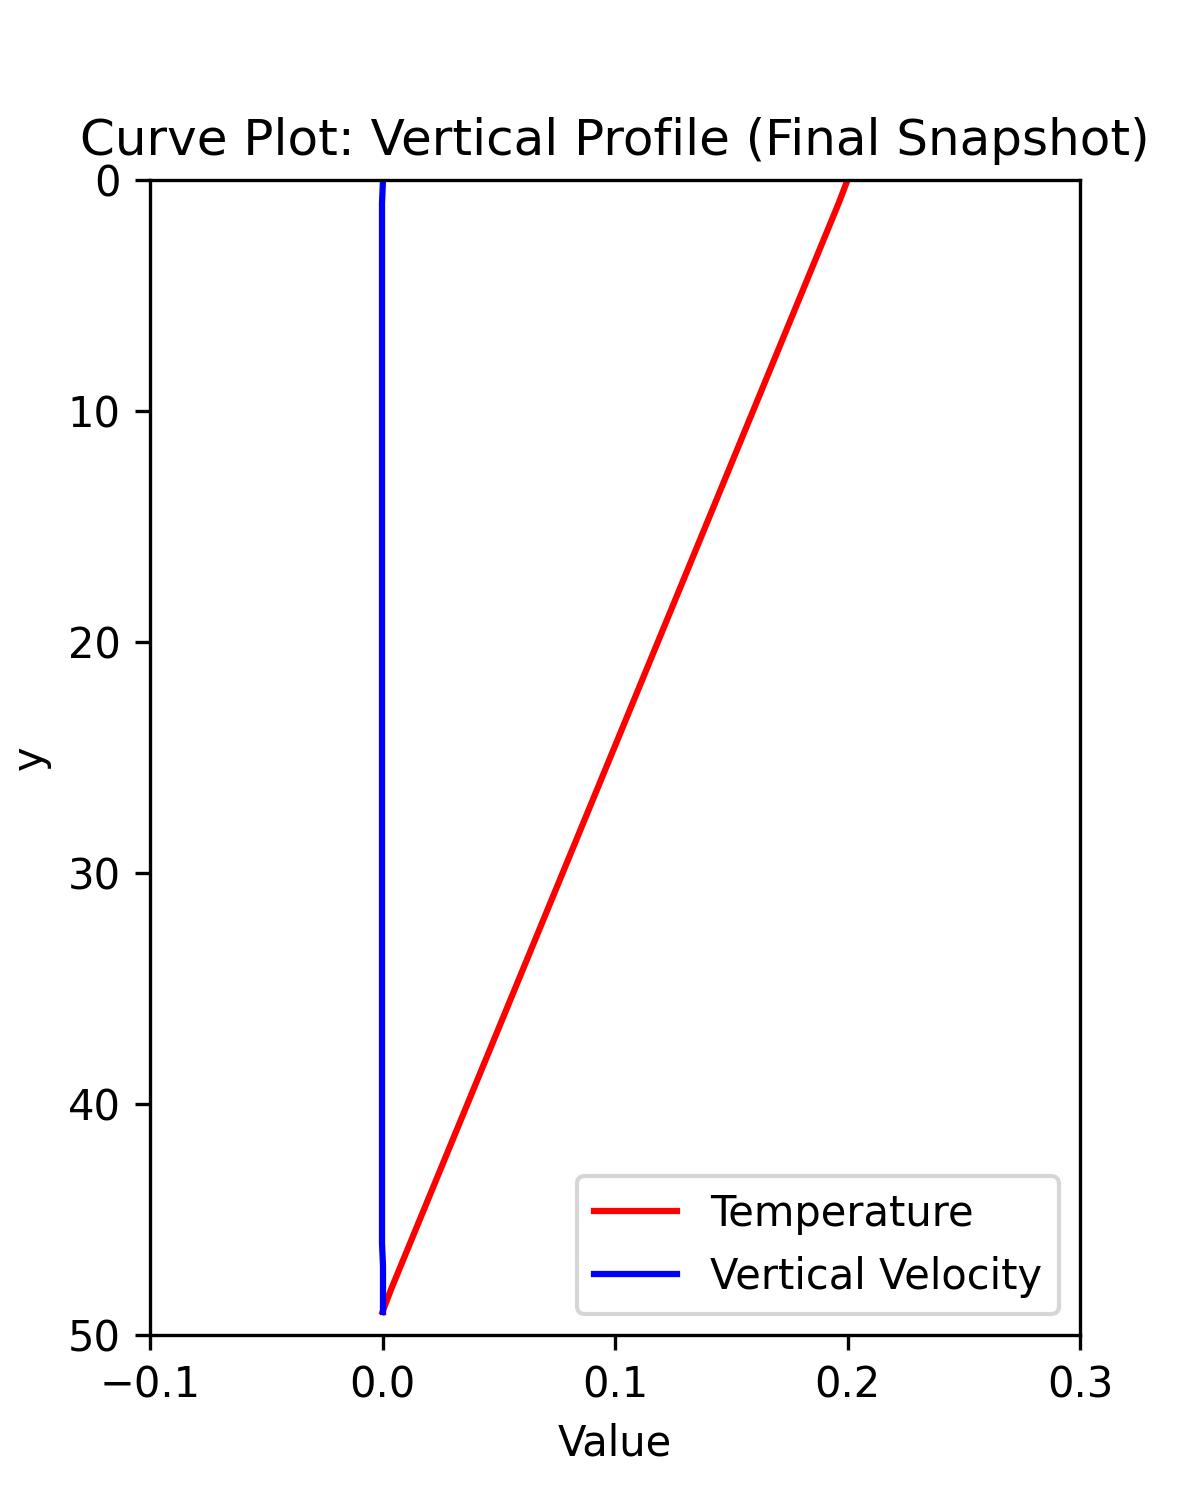 Curve Plot: Vertical Profile (Final Snapshot)
0
10
20
30
40
50
y
Temperature
Vertical Velocity
−0.1 0.0 0.1 0.2 0.3
Value